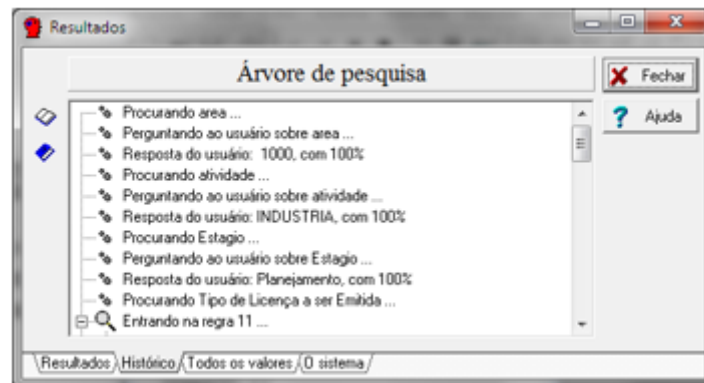 Resultados
Árvore de pesquisa
Fechar
Ajuda
Procurando area ...
Perguntando ao usuário sobre area ...
Resposta do usuário: 1000, com 100%
Procurando atividade ...
Perguntando ao usuário sobre atividade ...
Resposta do usuário: INDUSTRIA, com 100%
Procurando Estagio ...
Perguntando ao usuário sobre Estagio ...
Resposta do usuário: Planejamento, com 100%
Procurando Tipo de Licença a ser Emitida ...
Entrando na regra 11 ...
Resultados Histórico Todos os valores O sistema